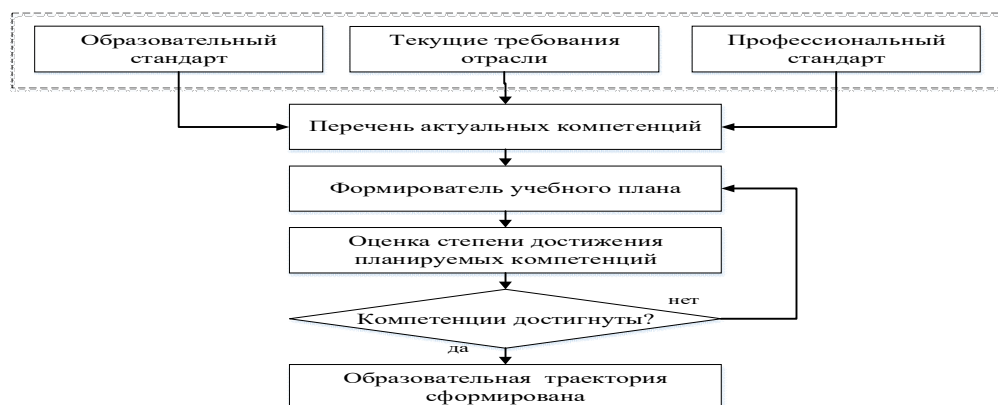 Образовательный
стандарт
Текущие требования
отрасли
Профессиональный
стандарт
Перечень актуальных компетенций
Формирователь учебного плана
Оценка степени достижения
планируемых компетенций
нет
Компетенции достигнуты?
да
Образовательная траектория
сформирована